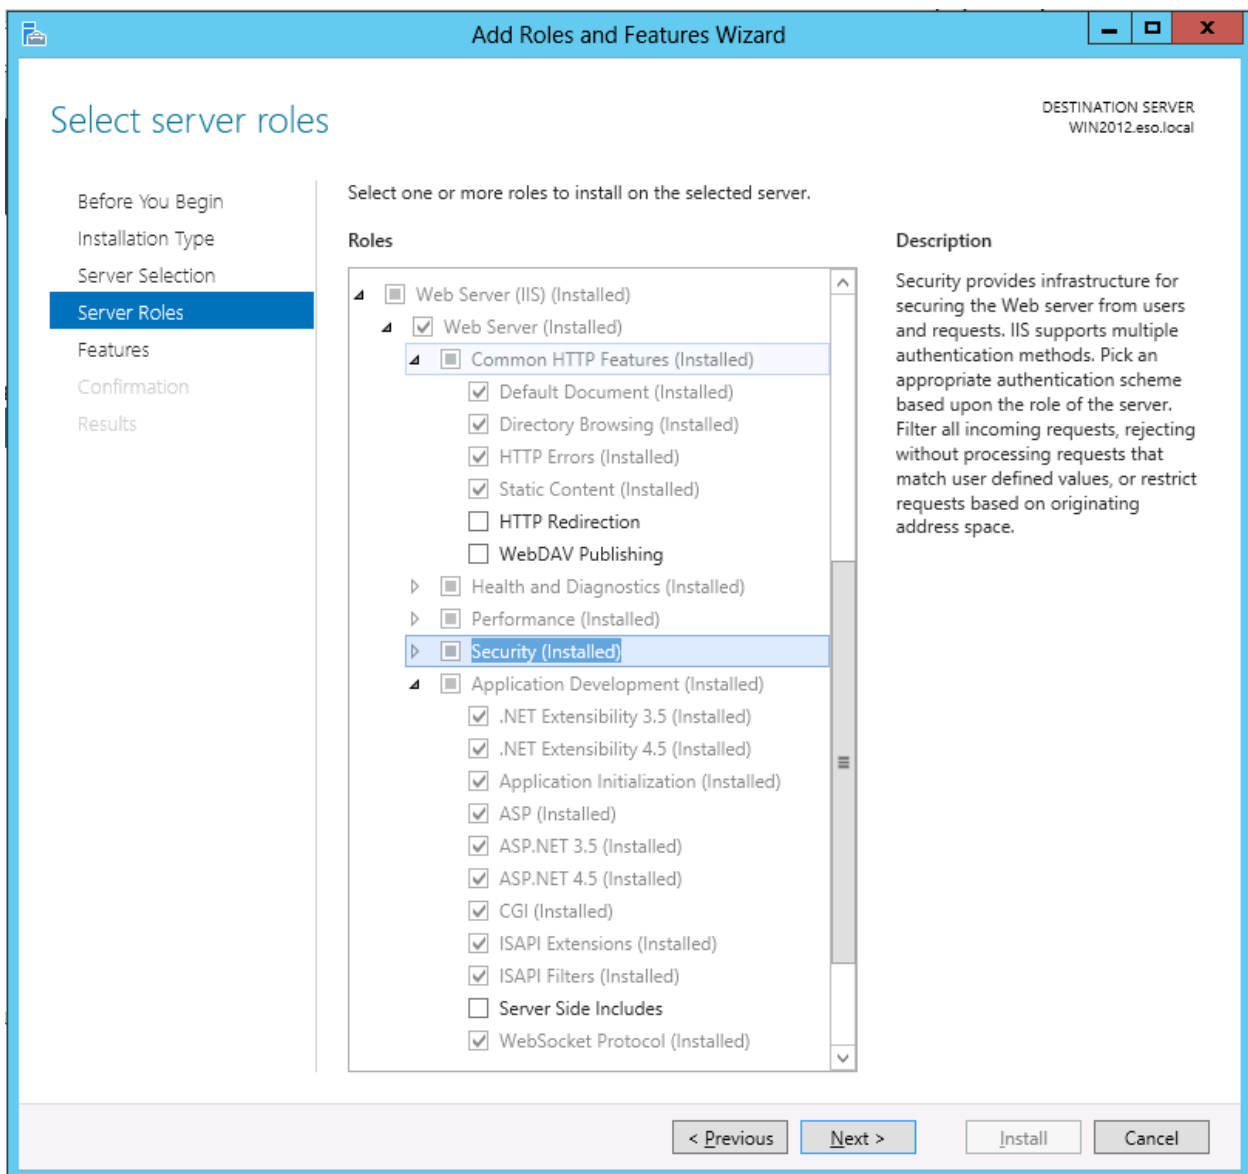 Add Roles and Features Wizard
Select server roles
DESTINATION SERVER
WIN2012.eso.local
Before You Begin
Installation Type
Server Selection
Server Roles
Features
Confirmation
Results
Select one or more roles to install on the selected server.
Roles
Web Server (IIS) (Installed)
Web Server (Installed)
Common HTTP Features (Installed)
Default Document (Installed)
Directory Browsing (Installed)
HTTP Errors (Installed)
Static Content (Installed)
HTTP Redirection
WebDAV Publishing
Health and Diagnostics (Installed)
Performance (Installed)
Security (Installed)
Application Development (Installed)
.NET Extensibility 3.5 (Installed)
.NET Extensibility 4.5 (Installed)
Application Initialization (Installed)
ASP (Installed)
ASP.NET 3.5 (Installed)
ASP.NET 4.5 (Installed)
CGI (Installed)
ISAPI Extensions (Installed)
ISAPI Filters (Installed)
Server Side Includes
WebSocket Protocol (Installed)
Description
Security provides infrastructure for
securing the Web server from users
and requests. IIS supports multiple
authentication methods. Pick an
appropriate authentication scheme
based upon the role of the server.
Filter all incoming requests, rejecting
without processing requests that
match user defined values, or restrict
requests based on originating
address space.
< Previous
Next >
Install
Cancel